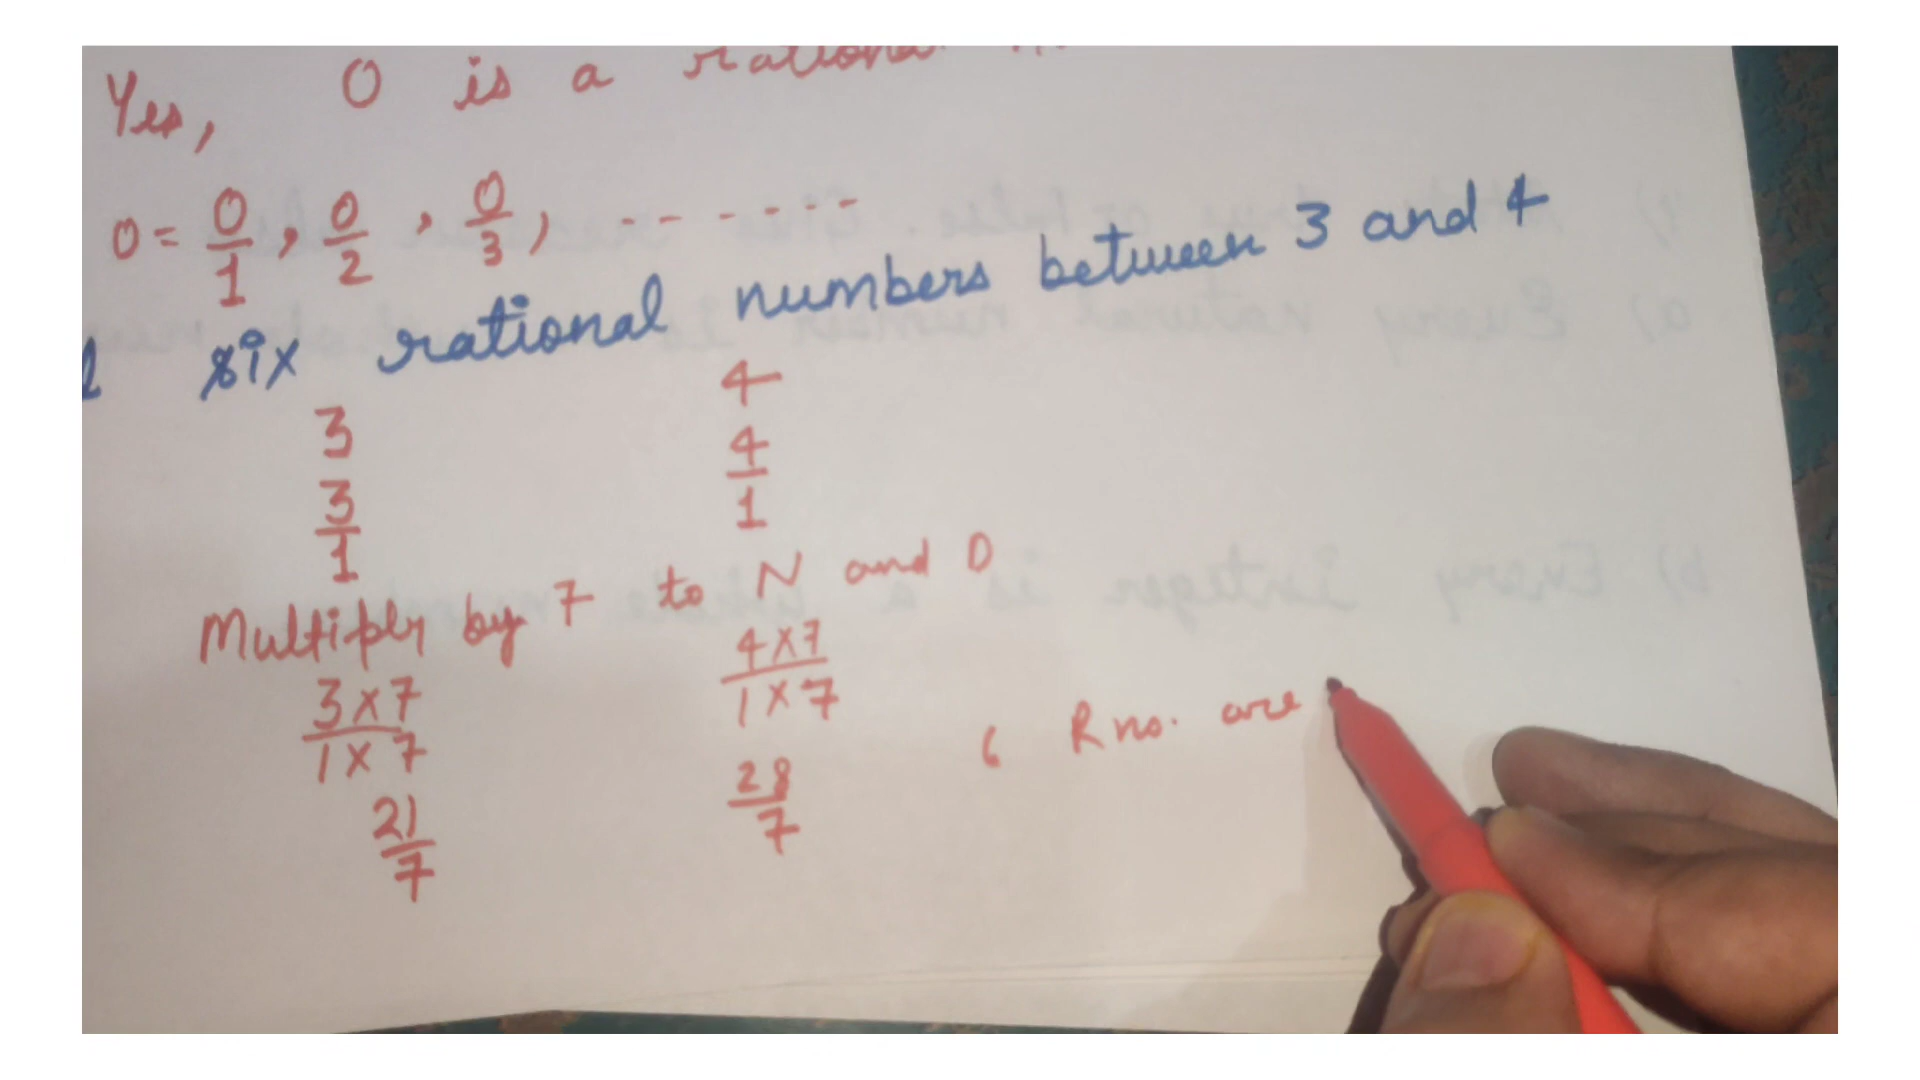 Yes, 0 is a
0 = 0/1, 0/2, 0/3, - - - - - -
six rational numbers between 3 and 4
3 4
3/1 4/1
Multiply by 7 to N and D
3 x 7 / 1 x 7 4 x 7 / 1 x 7
21/7 28/7 6 R no. are